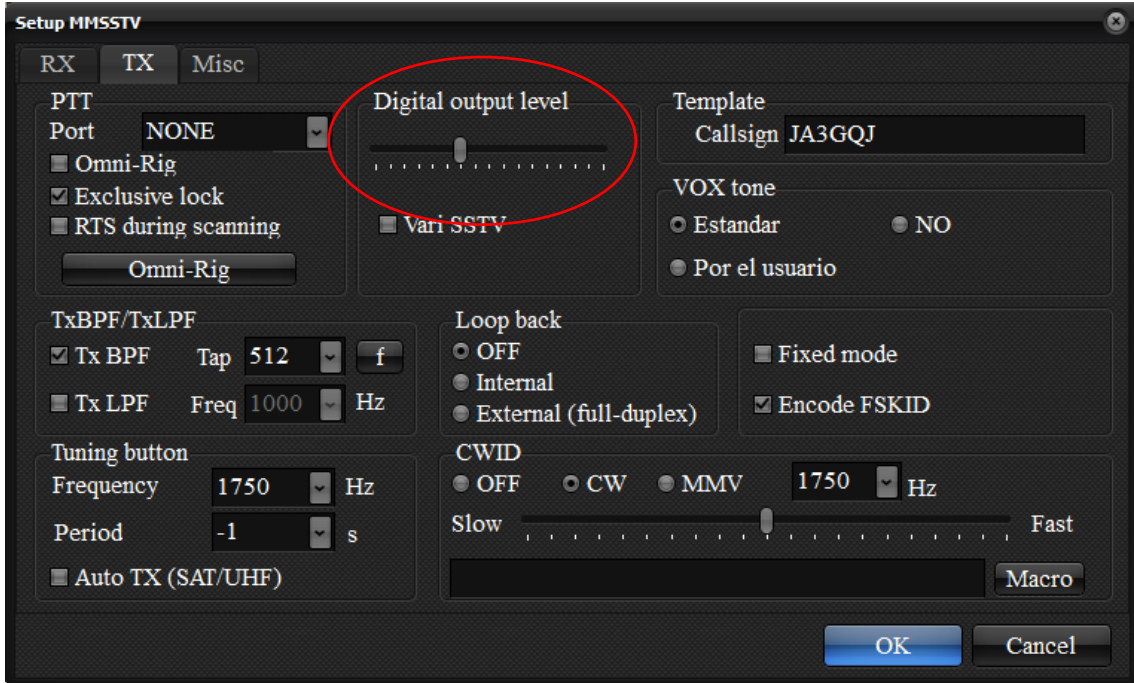 Setup MMSSTV
RX TX Misc
PTT
Port NONE
Omni-Rig
Exclusive lock
RTS during scanning
Omni-Rig
Digital output level
Vari SSTV
Template
Callsign JA3GQJ
VOX tone
Estandar NO
Por el usuario
TxBPF/TxLPF
Tx BPF Tap 512 f
Tx LPF Freq 1000 Hz
Loop back
OFF
Internal
External (full-duplex)
Fixed mode
Encode FSKID
Tuning button
Frequency 1750 Hz
Period -1 s
Auto TX (SAT/UHF)
CWID
OFF CW MMV 1750 Hz
Slow Fast
Macro
OK Cancel